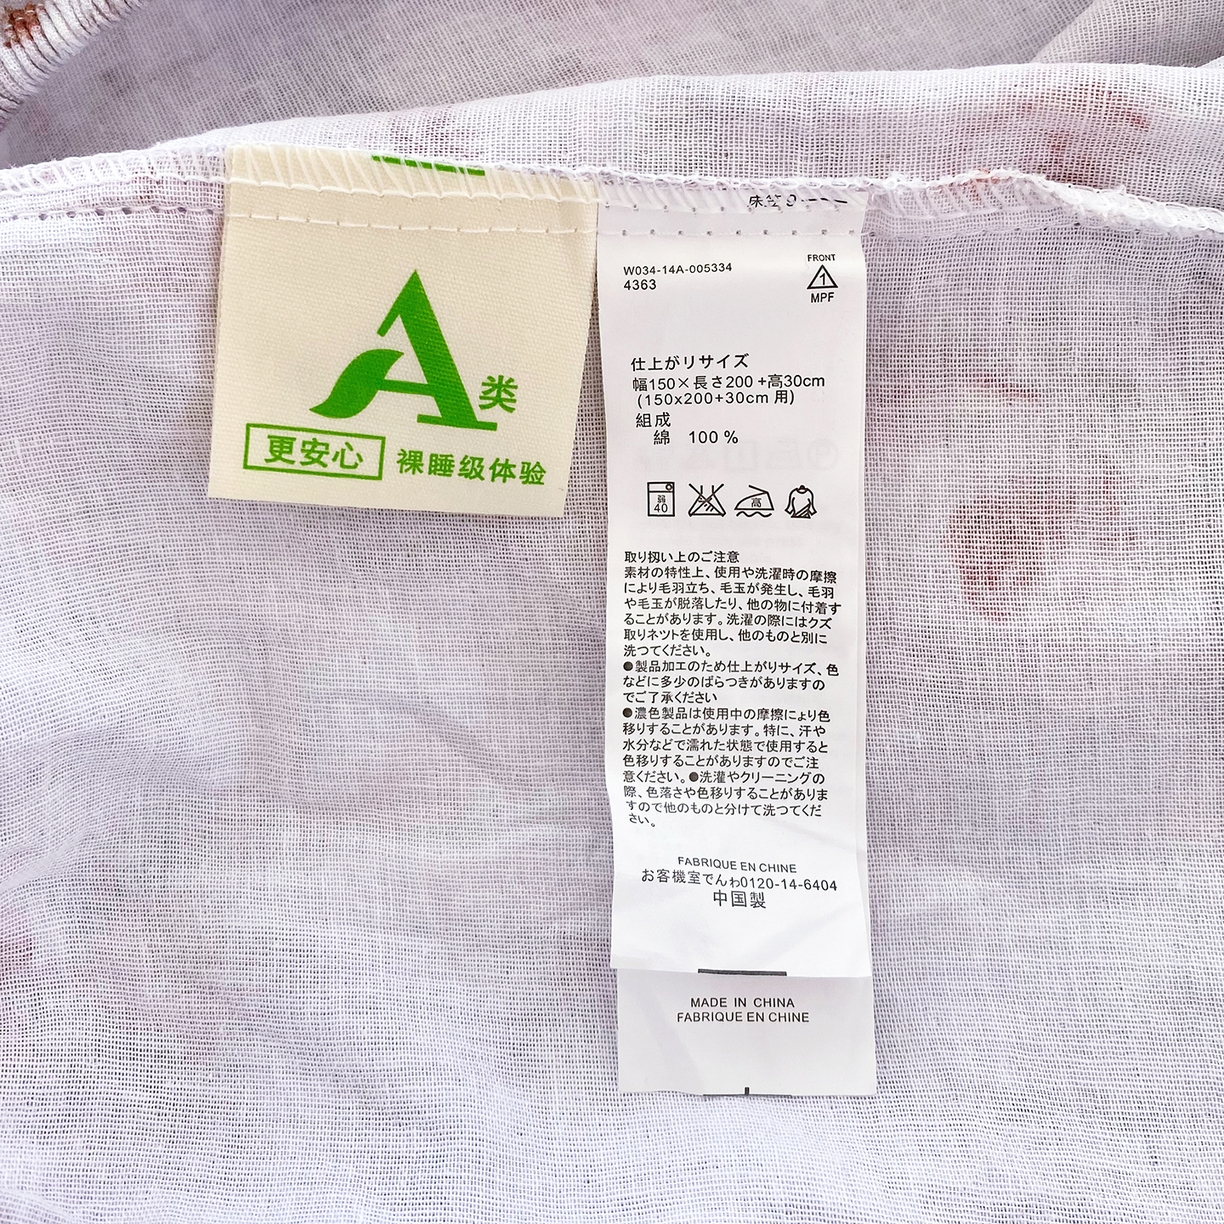 A类
更安心 裸睡级体验
W034-14A-005334
4363
FRONT
1
MPF
仕上がリサイズ
幅150×長さ200+高30cm
(150x200+30cm 用)
組成
綿 100 %
弱
40
高
取り扨い上のご注意
素材の特性上、使用や洗濯時の摩擦
により毛羽立ち、毛玉が発生し、毛羽
や毛玉が脱落したり、他の物に付着す
ることがあります。洗濯の際にはクズ
取りネツトを使用し、他のものと別に
洗つてください。
●製品加工のため仕上がりサイズ、色
などに多少のばらつきがありますの
でご了承ください
●濃色製品は使用中の摩擦により色
移りすることがあります。特に、汗や
水分などで濡れた状態で使用すると
色移りすることがありますのでご注
意ください。●洗灌やクリーニングの
際、色落さや色移りすることがありま
すので他のものと分けて洗つてくだ
さい。
FABRIQUE EN CHINE
お客機室でんゎ0120-14-6404
中国製
MADE IN CHINA
FABRIQUE EN CHINE